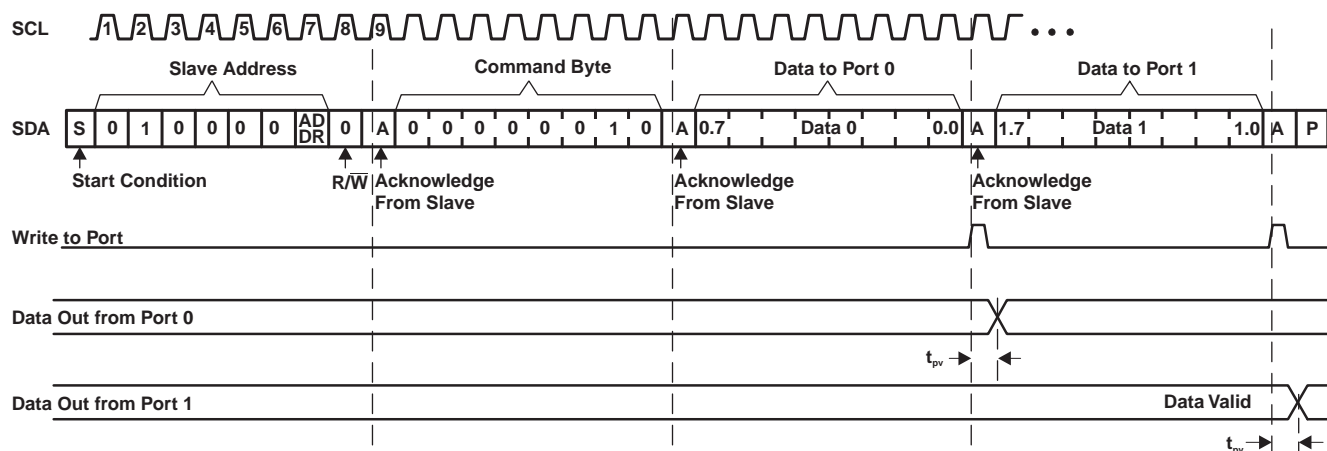 SCL 1 2 3 4 5 6 7 8 9 • • •
Slave Address Command Byte Data to Port 0 Data to Port 1
SDA S 0 1 0 0 0 0 AD DR 0 A 0 0 0 0 0 0 1 0 A 0.7 Data 0 0.0 A 1.7 Data 1 1.0 A P
Start Condition R/W̅ Acknowledge From Slave Acknowledge From Slave Acknowledge From Slave
Write to Port
Data Out from Port 0
tpv
Data Out from Port 1 Data Valid
tpv